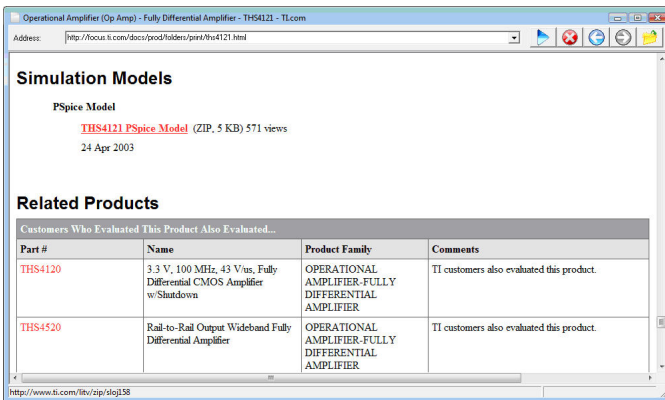 Operational Amplifier (Op Amp) - Fully Differential Amplifier - THS4121 - TI.com
Address: http://focus.ti.com/docs/prod/folders/print/ths4121.html
Simulation Models
PSpice Model
THS4121 PSpice Model (ZIP, 5 KB) 571 views
24 Apr 2003
Related Products
Customers Who Evaluated This Product Also Evaluated...
Part # Name Product Family Comments
THS4120 3.3 V, 100 MHz, 43 V/us, Fully OPERATIONAL TI customers also evaluated this product.
Differential CMOS Amplifier AMPLIFIER-FULLY
w/Shutdown DIFFERENTIAL
AMPLIFIER
THS4520 Rail-to-Rail Output Wideband Fully OPERATIONAL TI customers also evaluated this product.
Differential Amplifier AMPLIFIER-FULLY
DIFFERENTIAL
AMPLIFIER
http://www.ti.com/litv/zip/sloj158